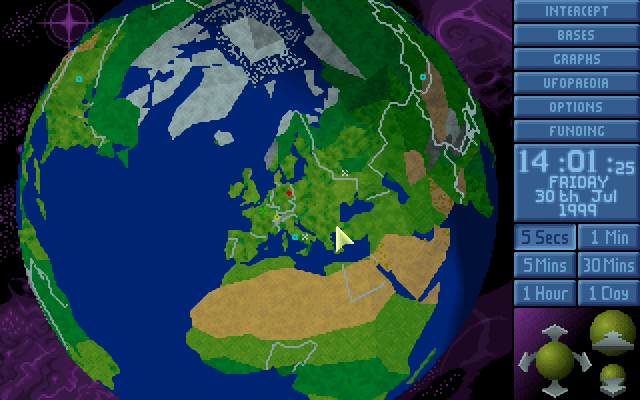 INTERCEPT
BASES
GRAPHS
UFOPAEDIA
OPTIONS
FUNDING
14 :01 :25
FRIDAY
30th Jul
1999
5 Secs 1 Min
5 Mins 30 Mins
1 Hour 1 Day